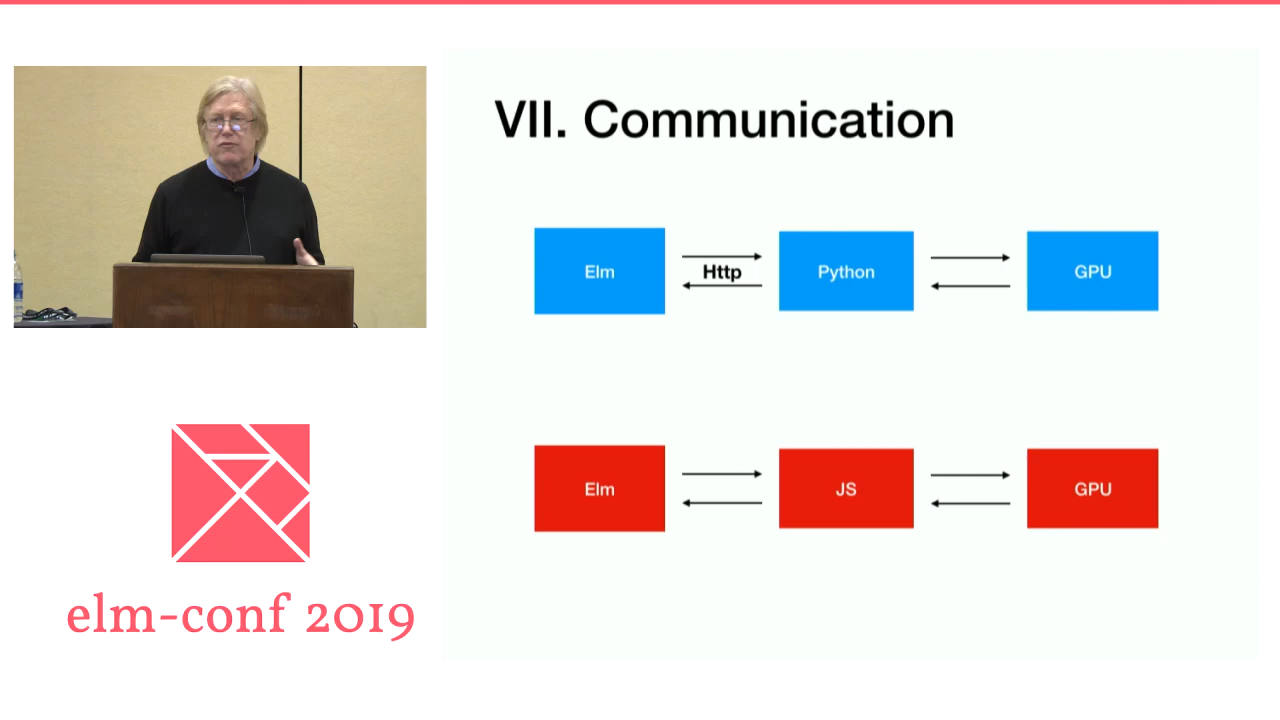 VII. Communication
Elm
Http
Python
GPU
Elm
JS
GPU
elm-conf 2019